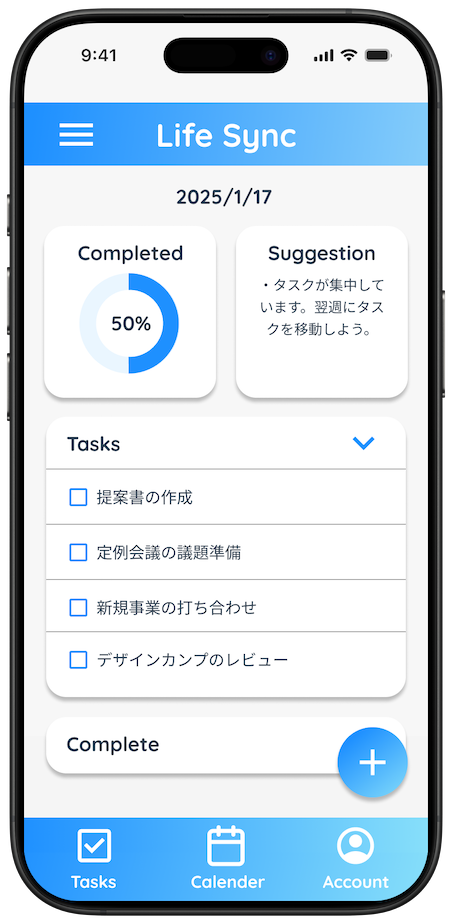 9:41
Life Sync
2025/1/17
Completed
50%
Suggestion
・タスクが集中して
います。翌週にタス
クを移動しよう。
Tasks
提案書の作成
定例会議の議題準備
新規事業の打ち合わせ
デザインカンプのレビュー
Complete
Tasks
Calender
Account